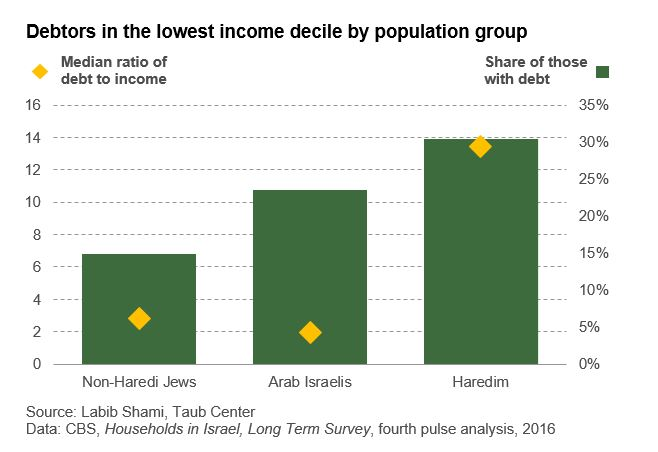 Debtors in the lowest income decile by population group
Median ratio of
debt to income
Share of those
with debt
16
14
12
10
8
6
4
2
0
35%
30%
25%
20%
15%
10%
5%
0%
Non-Haredi Jews
Arab Israelis
Haredim
Source: Labib Shami, Taub Center
Data: CBS, Households in Israel, Long Term Survey, fourth pulse analysis, 2016